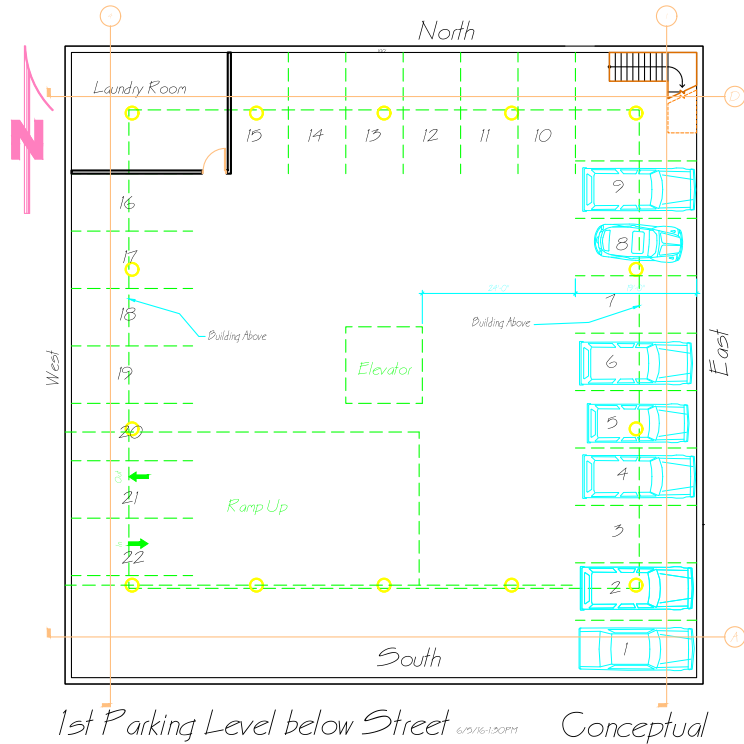 North
N
Laundry Room
15 14 13 12 11 10
9
16
8
17
7
18
Building Above
Building Above
6
Elevator
19
West
East
5
20
4
21
Ramp Up
3
22
2
1
South
A
D
1st Parking Level below Street 6/5/16-1:30PM Conceptual